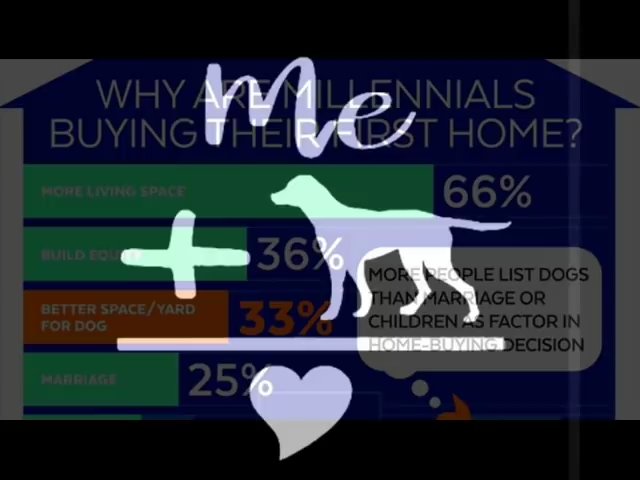 Me
WHY ARE MILLENNIALS
BUYING THEIR FIRST HOME?
MORE LIVING SPACE
66%
+
BUILD EQUITY
36%
BETTER SPACE/YARD
FOR DOG
33%
MORE PEOPLE LIST DOGS
THAN MARRIAGE OR
CHILDREN AS FACTOR IN
HOME-BUYING DECISION
MARRIAGE
25%